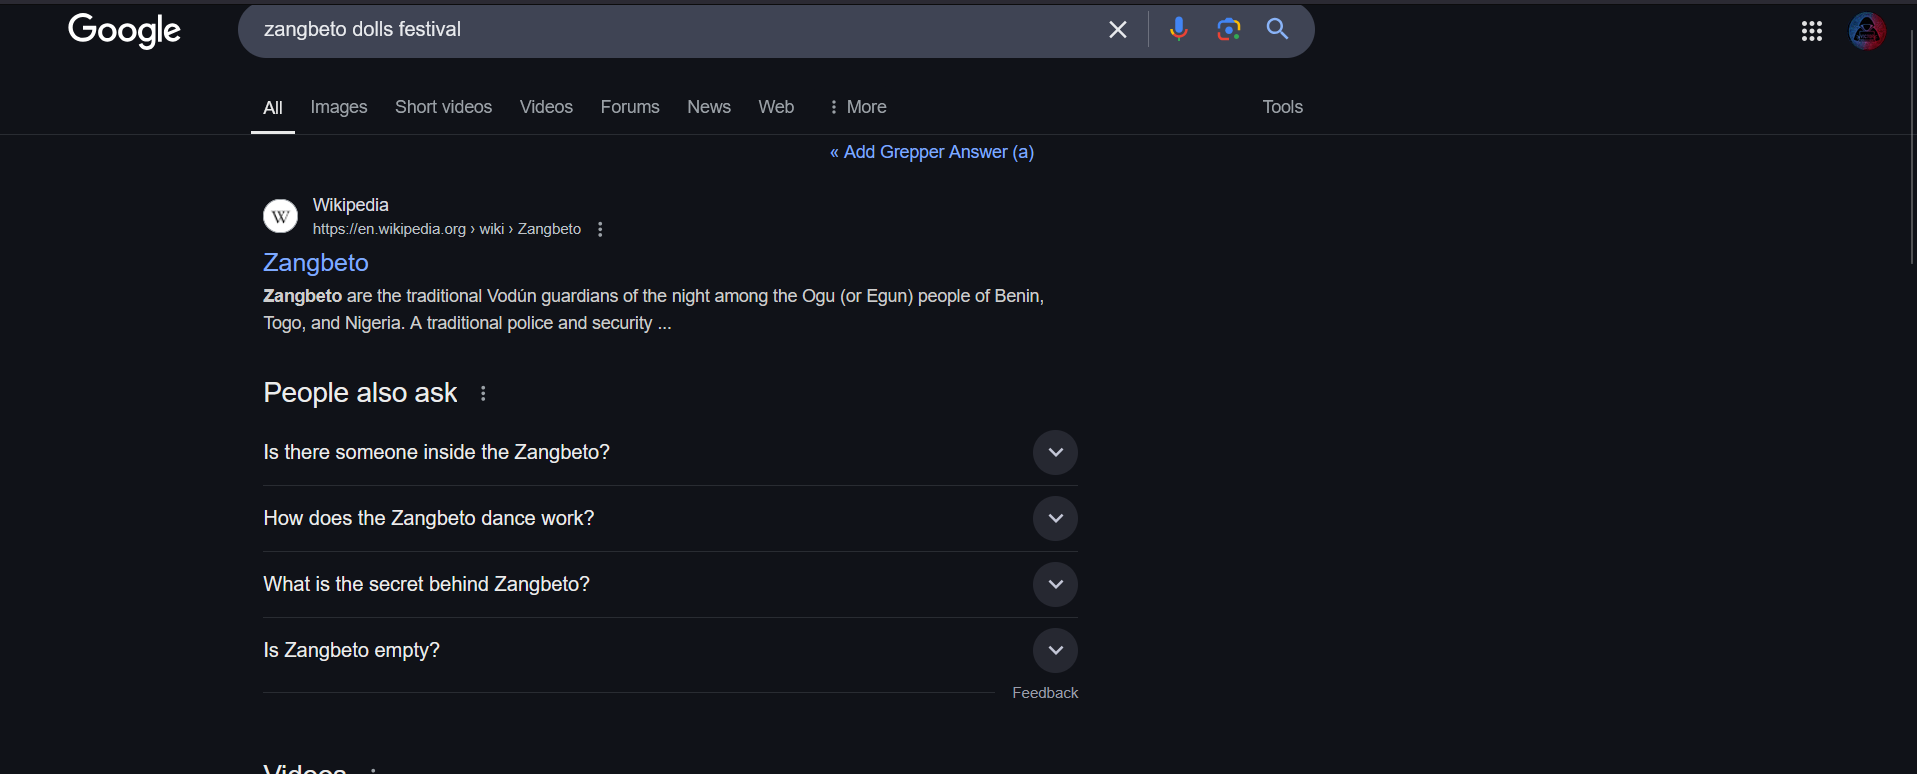 Google
zangbeto dolls festival
All Images Short videos Videos Forums News Web More Tools
« Add Grepper Answer (a)
W
Wikipedia
https://en.wikipedia.org › wiki › Zangbeto
Zangbeto
Zangbeto are the traditional Vodún guardians of the night among the Ogu (or Egun) people of Benin,
Togo, and Nigeria. A traditional police and security ...
People also ask
Is there someone inside the Zangbeto?
How does the Zangbeto dance work?
What is the secret behind Zangbeto?
Is Zangbeto empty?
Feedback
Videos